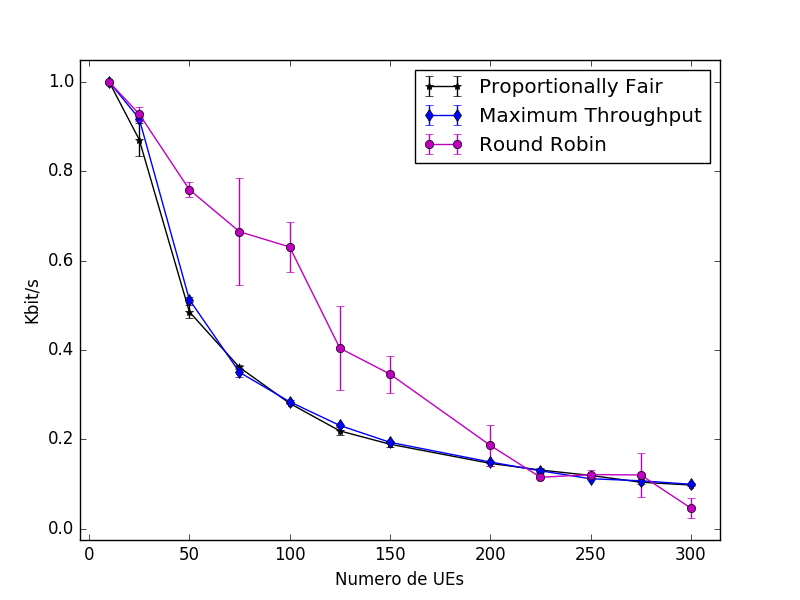 Proportionally Fair
Maximum Throughput
Round Robin
Kbit/s
1.0
0.8
0.6
0.4
0.2
0.0
0 50 100 150 200 250 300
Numero de UEs